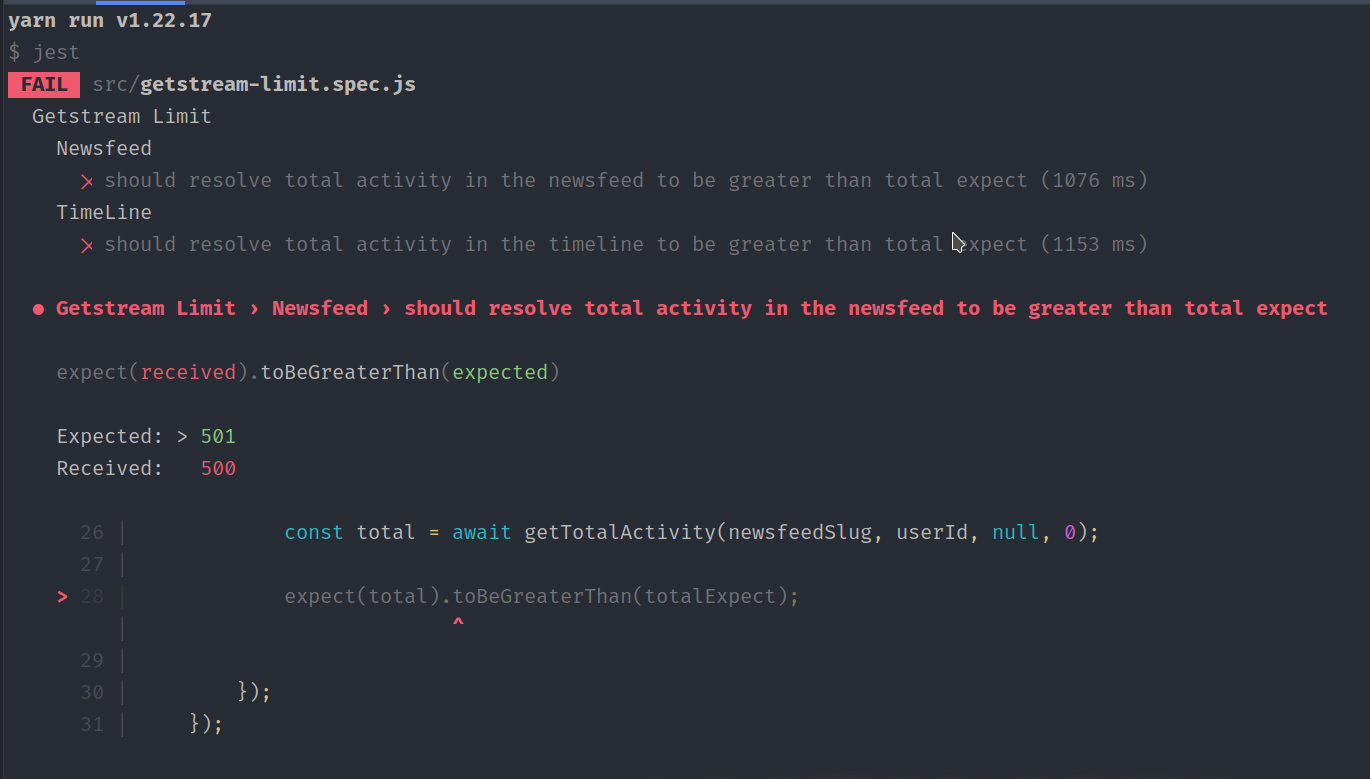 yarn run v1.22.17
$ jest
FAIL src/getstream-limit.spec.js
Getstream Limit
Newsfeed
✕ should resolve total activity in the newsfeed to be greater than total expect (1076 ms)
TimeLine
✕ should resolve total activity in the timeline to be greater than total expect (1153 ms)
● Getstream Limit › Newsfeed › should resolve total activity in the newsfeed to be greater than total expect
expect(received).toBeGreaterThan(expected)
Expected: > 501
Received: 500
26 | const total = await getTotalActivity(newsfeedSlug, userId, null, 0);
27 |
> 28 | expect(total).toBeGreaterThan(totalExpect);
| ^
29 |
30 | });
31 | });